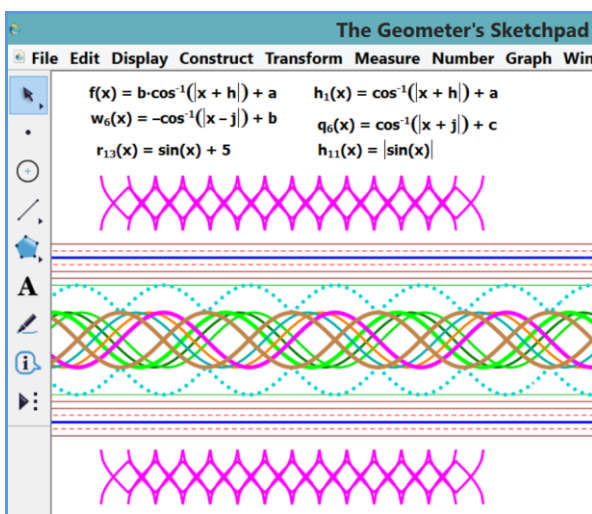 The Geometer's Sketchpad
File Edit Display Construct Transform Measure Number Graph Win
f(x) = b·cos⁻¹(|x + h|) + a h₁(x) = cos⁻¹(|x + h|) + a
w₆(x) = –cos⁻¹(|x – j|) + b q₆(x) = cos⁻¹(|x + j|) + c
r₁₃(x) = sin(x) + 5 h₁₁(x) = |sin(x)|
A
i